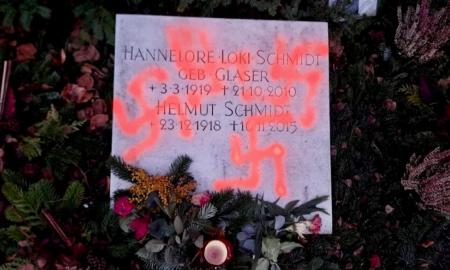 HANNELORE·LOKI·SCHMIDT
GEB GLASER
+3·3·1919 +21·10·2010
HELMUT SCHMIDT
+23·12·1918 +10·11·2015